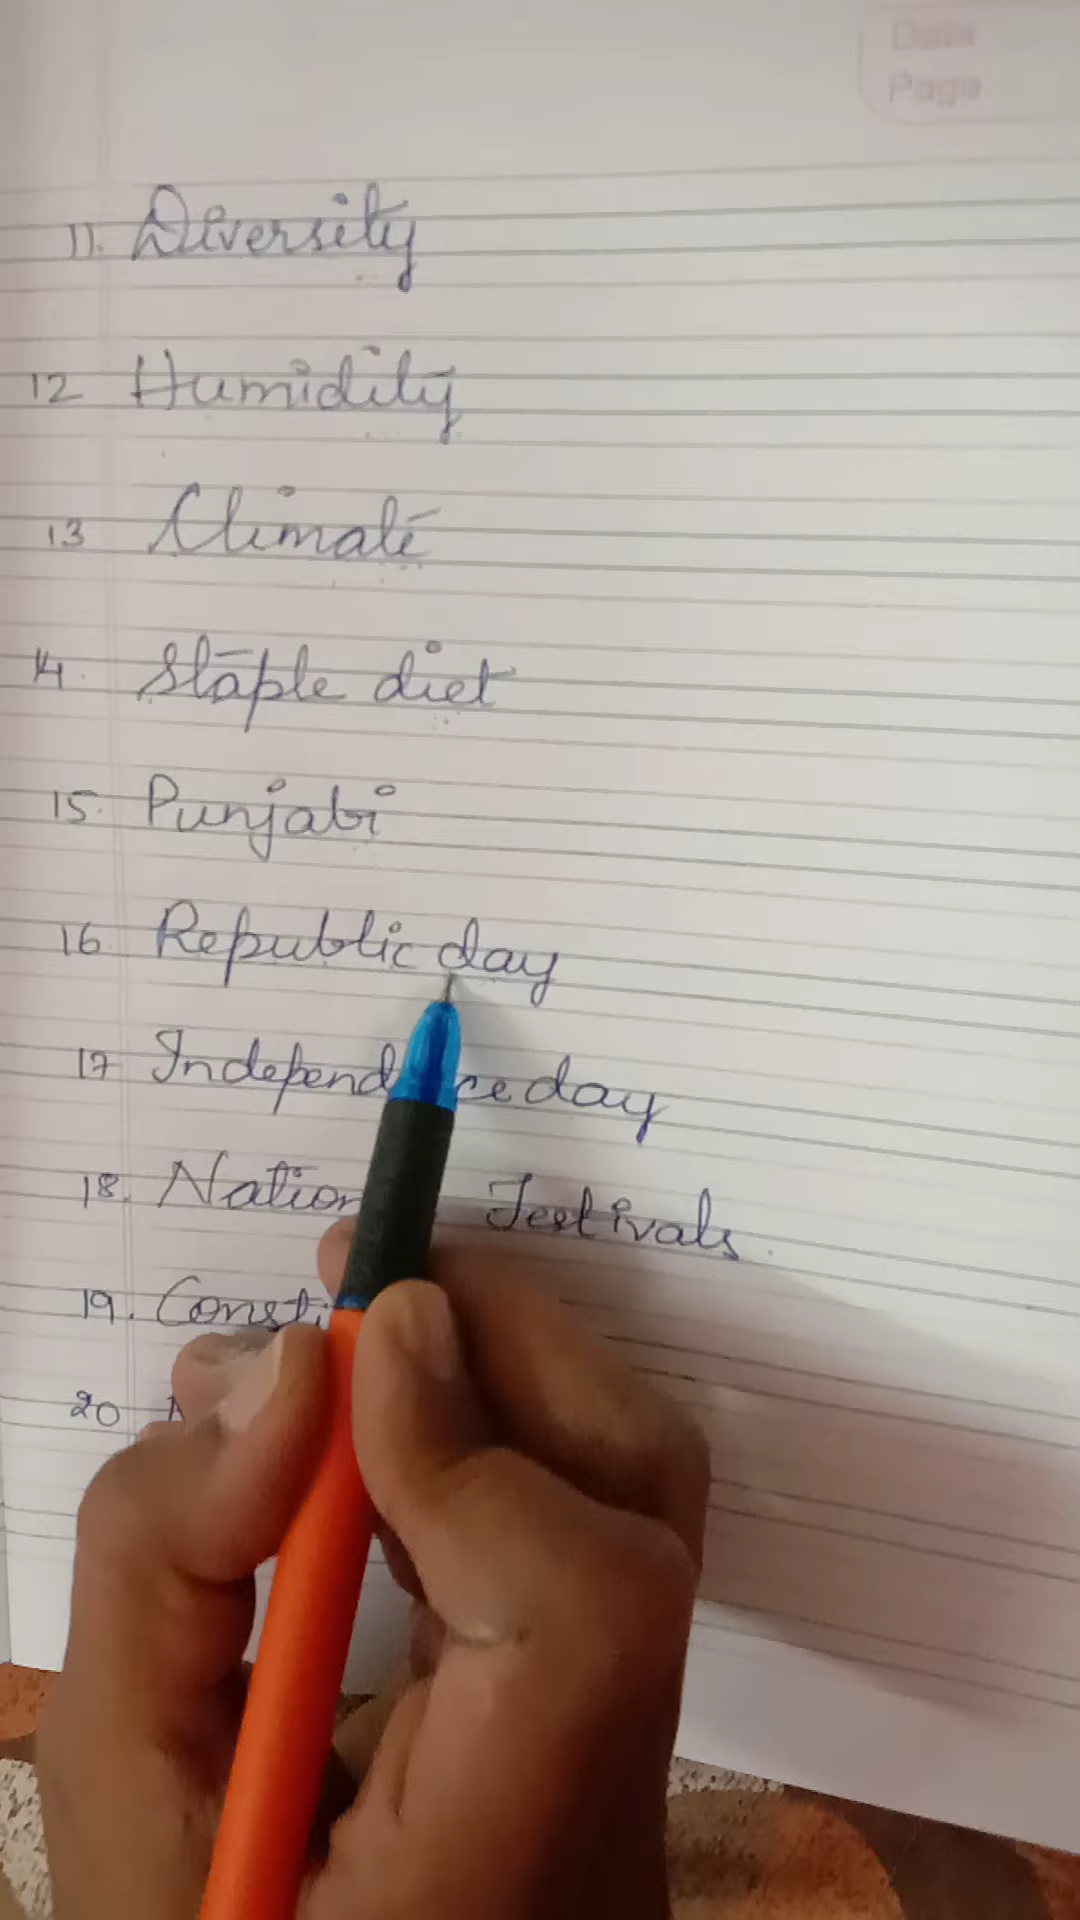 Date
Page
11. Diversity
12 Humidity
13 Climate
14. Staple diet
15. Punjabi
16 Republic day
17 day
18. Festivals.
19.
20